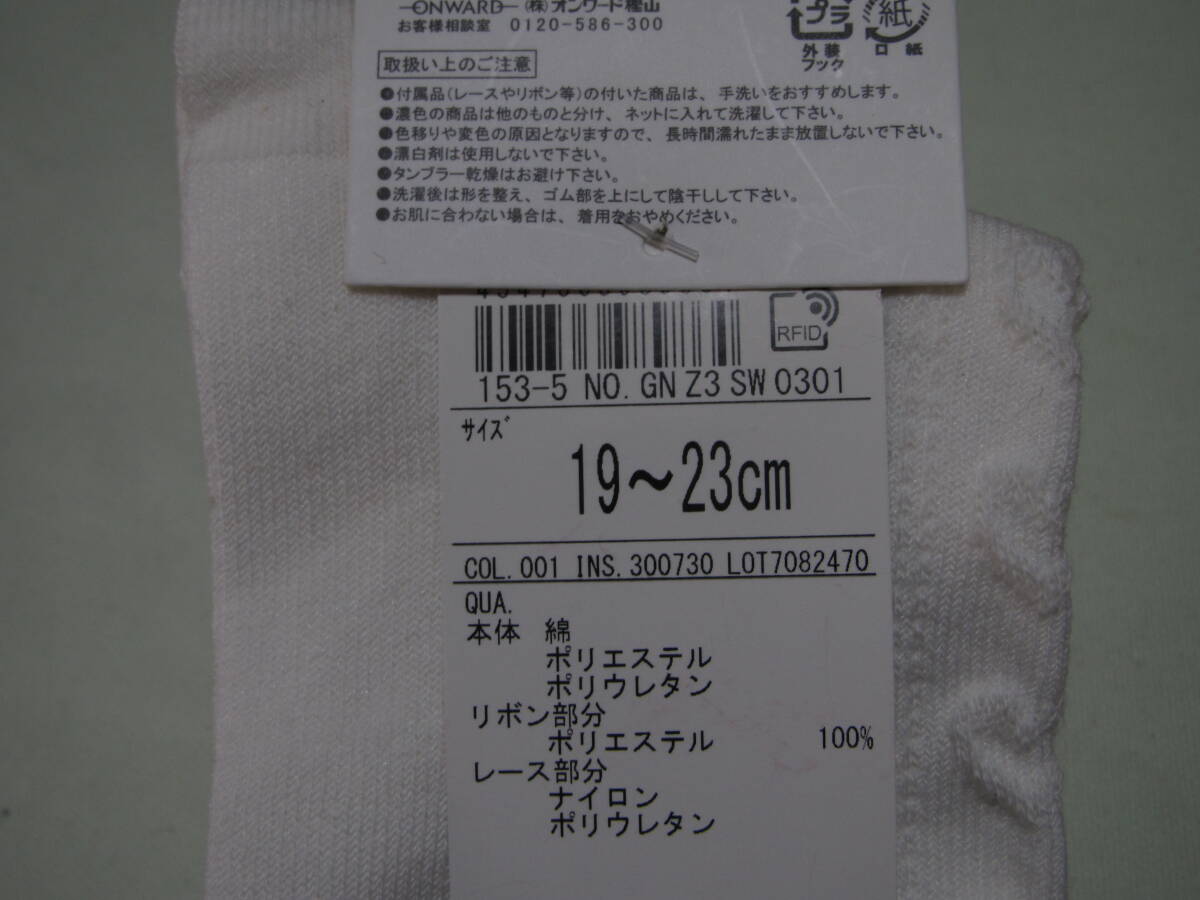 ONWARD (株)オンワード樫山
お客様相談室 0120-586-300
プラ
外装
フック
紙
口紙
取扱い上のご注意
●付属品(レースやリボン等)の付いた商品は、手洗いをおすすめします。
●濃色の商品は他のものと分け、ネットに入れて洗濯して下さい。
●色移りや変色の原因となりますので、長時間濡れたまま放置しないで下さい。
●漂白剤は使用しないで下さい。
●タンブラー乾燥はお避け下さい。
●洗濯後は形を整え、ゴム部を上にして陰干しして下さい。
●お肌に合わない場合は、着用をおやめください。
RFID
153-5 NO. GN Z3 SW 0301
サイズ
19~23cm
COL. 001 INS. 300730 LOT7082470
QUA.
本体 綿
ポリエステル
ポリウレタン
リボン部分
ポリエステル 100%
レース部分
ナイロン
ポリウレタン